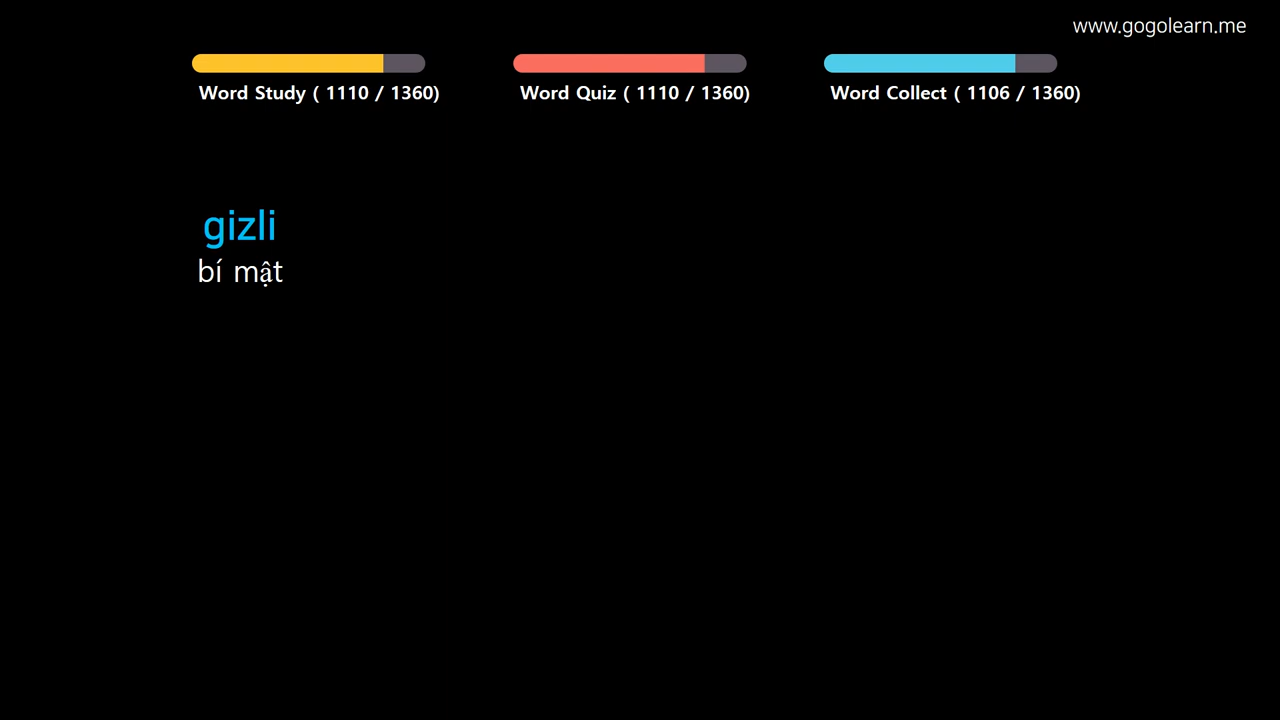 www.gogolearn.me
Word Study ( 1110 / 1360)
Word Quiz ( 1110 / 1360)
Word Collect ( 1106 / 1360)
gizli
bí mật